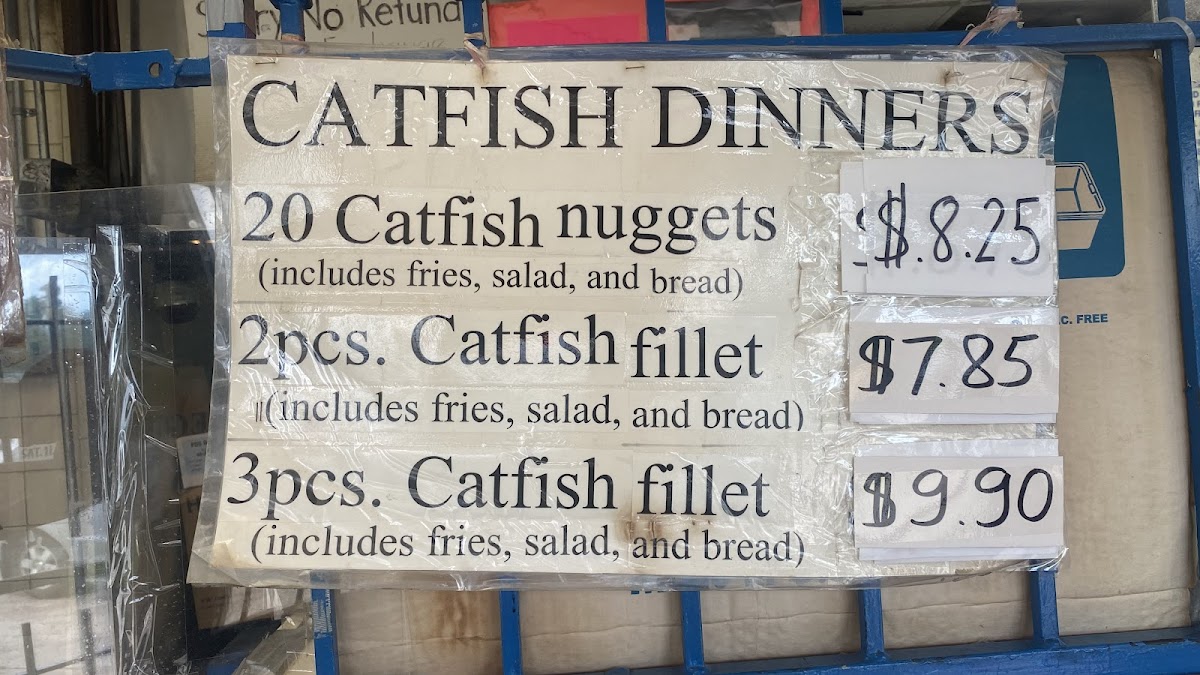 No Refund
CATFISH DINNERS
20 Catfish nuggets $.8.25
(includes fries, salad, and bread)
2pcs. Catfish fillet $7.85
(includes fries, salad, and bread)
3pcs. Catfish fillet $9.90
(includes fries, salad, and bread)
C. FREE